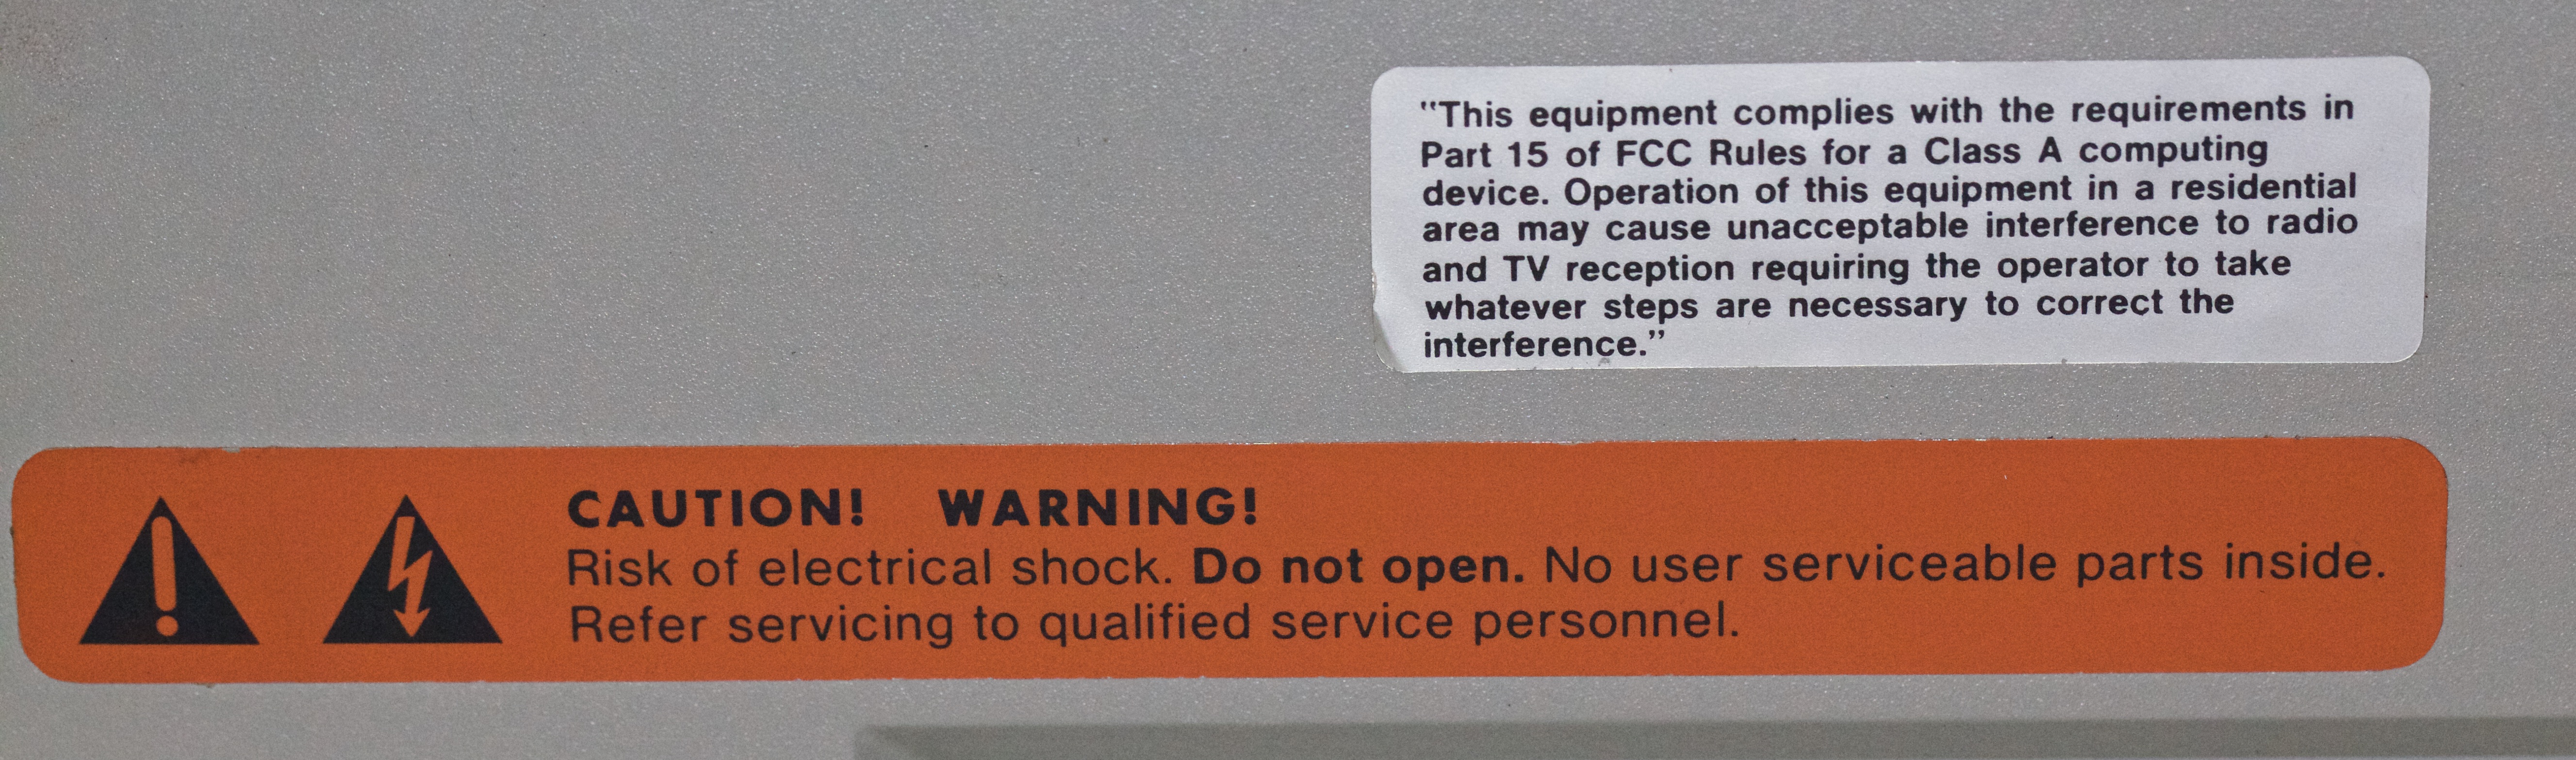 "This equipment complies with the requirements in
Part 15 of FCC Rules for a Class A computing
device. Operation of this equipment in a residential
area may cause unacceptable interference to radio
and TV reception requiring the operator to take
whatever steps are necessary to correct the
interference."
CAUTION! WARNING!
Risk of electrical shock. Do not open. No user serviceable parts inside.
Refer servicing to qualified service personnel.